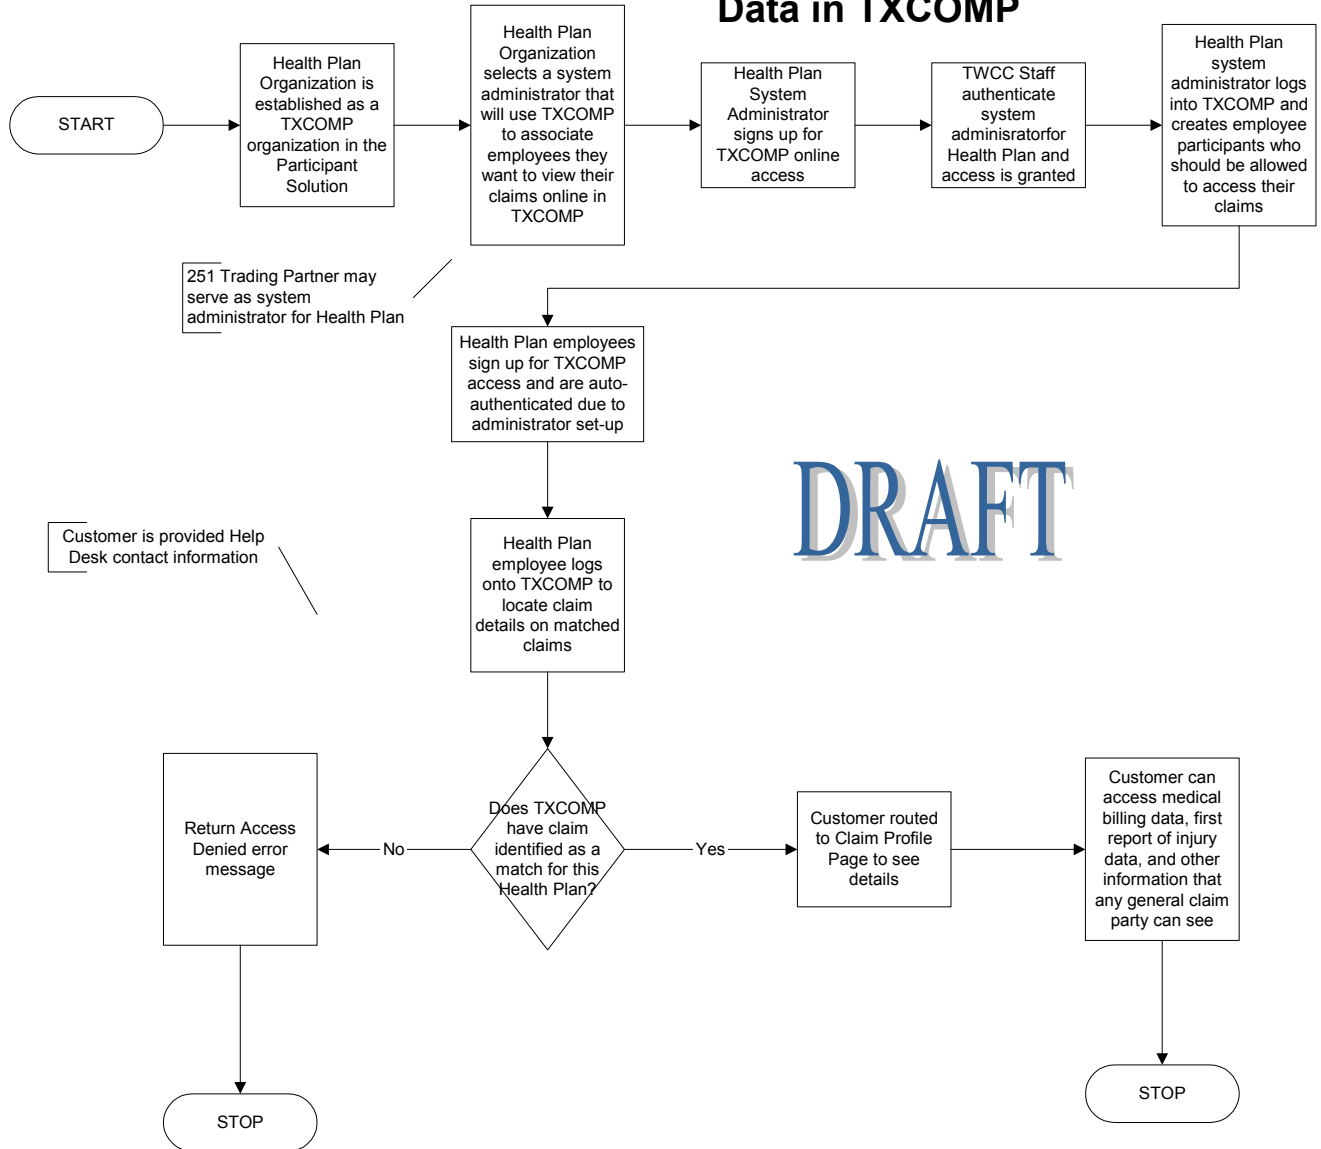 Data in TXCOMP
START
Health Plan
Organization is
established as a
TXCOMP
organization in the
Participant
Solution
Health Plan
Organization
selects a system
administrator that
will use TXCOMP
to associate
employees they
want to view their
claims online in
TXCOMP
Health Plan
System
Administrator
signs up for
TXCOMP online
access
TWCC Staff
authenticate
system
adminisratorfor
Health Plan and
access is granted
Health Plan
system
administrator logs
into TXCOMP and
creates employee
participants who
should be allowed
to access their
claims
251 Trading Partner may
serve as system
administrator for Health Plan
Health Plan employees
sign up for TXCOMP
access and are auto-
authenticated due to
administrator set-up
DRAFT
Customer is provided Help
Desk contact information
Health Plan
employee logs
onto TXCOMP to
locate claim
details on matched
claims
Does TXCOMP
have claim
identified as a
match for this
Health Plan?
No
Yes
Return Access
Denied error
message
Customer routed
to Claim Profile
Page to see
details
Customer can
access medical
billing data, first
report of injury
data, and other
information that
any general claim
party can see
STOP
STOP